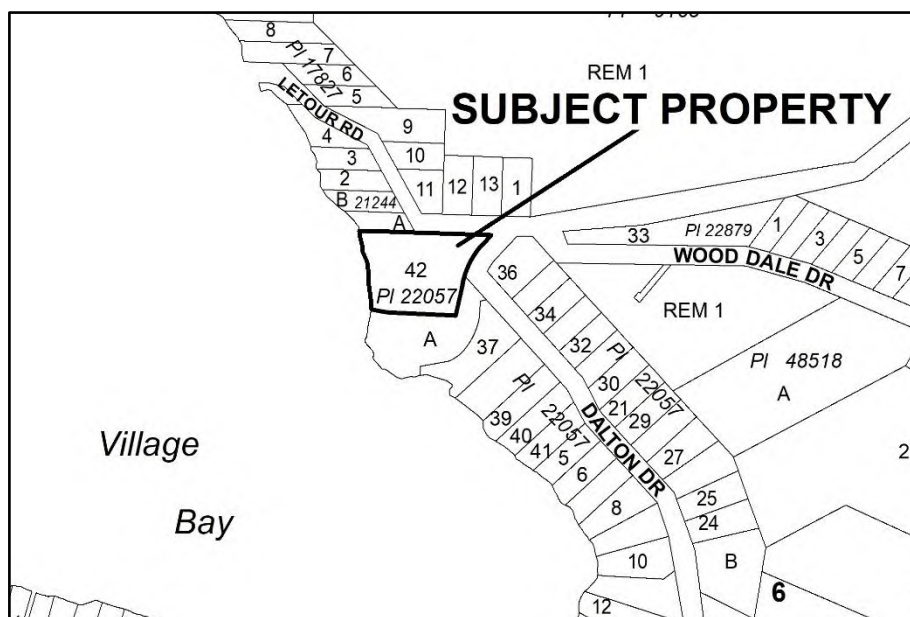 8
7
Pl 17827
6
5
REM 1
LETOUR RD
SUBJECT PROPERTY
9
4
3
10
2
11
12
13
1
B 21244
A
33
Pl 22879
1
3
5
7
WOOD DALE DR
42
Pl 22057
36
34
REM 1
A
37
32
Pl 22057
30
Pl 48518
A
21
29
Pl 22057
39
40
41
5
6
DALTON DR
27
2
Village
Bay
8
25
24
10
B
6
12